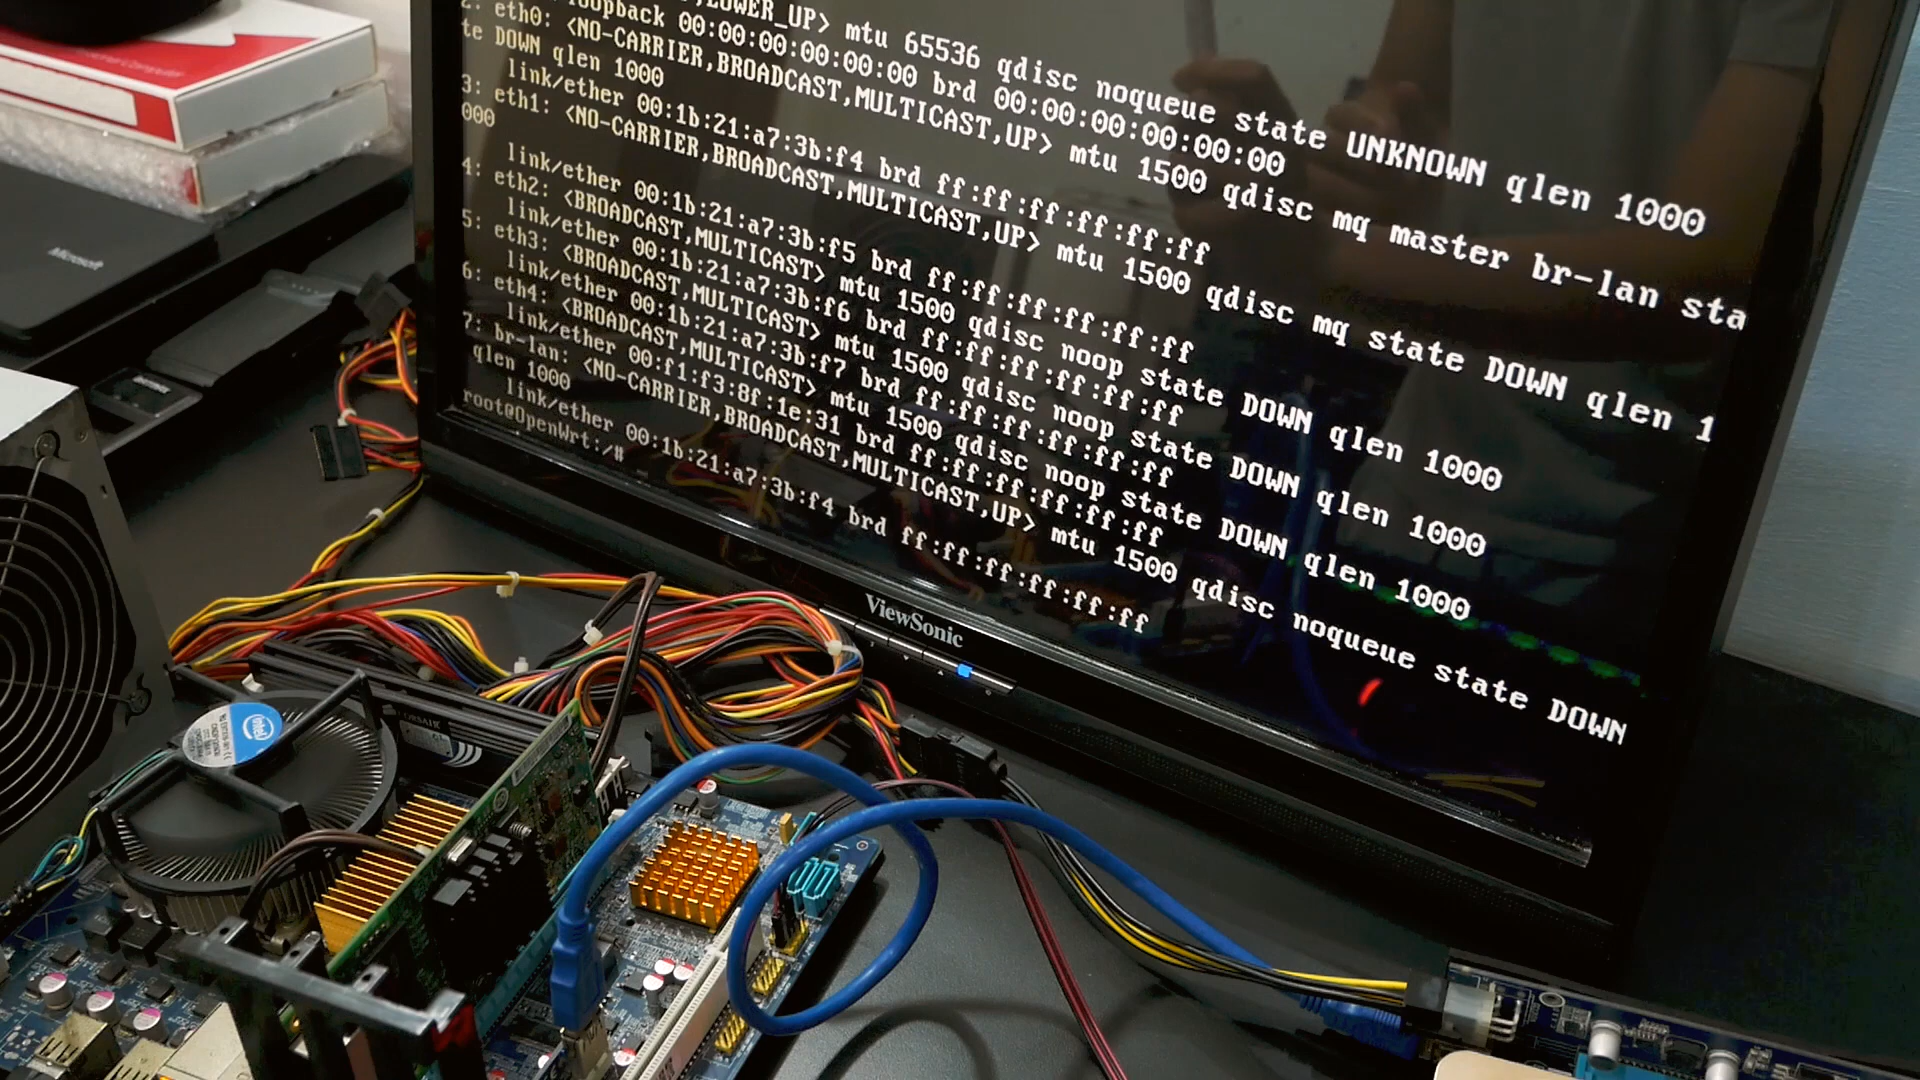 ,LOWER_UP> mtu 65536 qdisc noqueue state UNKNOWN qlen 1000
loopback 00:00:00:00:00:00 brd 00:00:00:00:00:00
2: eth0: <NO-CARRIER,BROADCAST,MULTICAST,UP> mtu 1500 qdisc mq master br-lan sta
te DOWN qlen 1000
link/ether 00:1b:21:a7:3b:f4 brd ff:ff:ff:ff:ff:ff
3: eth1: <NO-CARRIER,BROADCAST,MULTICAST,UP> mtu 1500 qdisc mq state DOWN qlen 1
000
link/ether 00:1b:21:a7:3b:f5 brd ff:ff:ff:ff:ff:ff
4: eth2: <BROADCAST,MULTICAST> mtu 1500 qdisc noop state DOWN qlen 1000
link/ether 00:1b:21:a7:3b:f6 brd ff:ff:ff:ff:ff:ff
5: eth3: <BROADCAST,MULTICAST> mtu 1500 qdisc noop state DOWN qlen 1000
link/ether 00:1b:21:a7:3b:f7 brd ff:ff:ff:ff:ff:ff
6: eth4: <BROADCAST,MULTICAST> mtu 1500 qdisc noop state DOWN qlen 1000
link/ether 00:f1:f3:8f:1e:31 brd ff:ff:ff:ff:ff:ff
7: br-lan: <NO-CARRIER,BROADCAST,MULTICAST,UP> mtu 1500 qdisc noqueue state DOWN
qlen 1000
link/ether 00:1b:21:a7:3b:f4 brd ff:ff:ff:ff:ff:ff
root@OpenWrt:/# _
ViewSonic
Microsoft
intel
CORSAIR